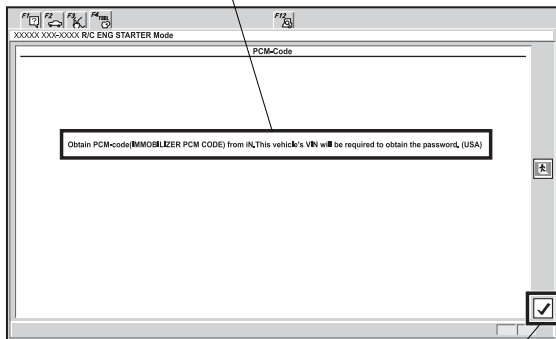 F1 F2 F3 F4 TOOL F12
XXXXX XXX-XXXX R/C ENG STARTER Mode
PCM-Code
Obtain PCM-code(IMMOBILIZER PCM CODE) from iN.This vehicle's VIN will be required to obtain the password. (USA)